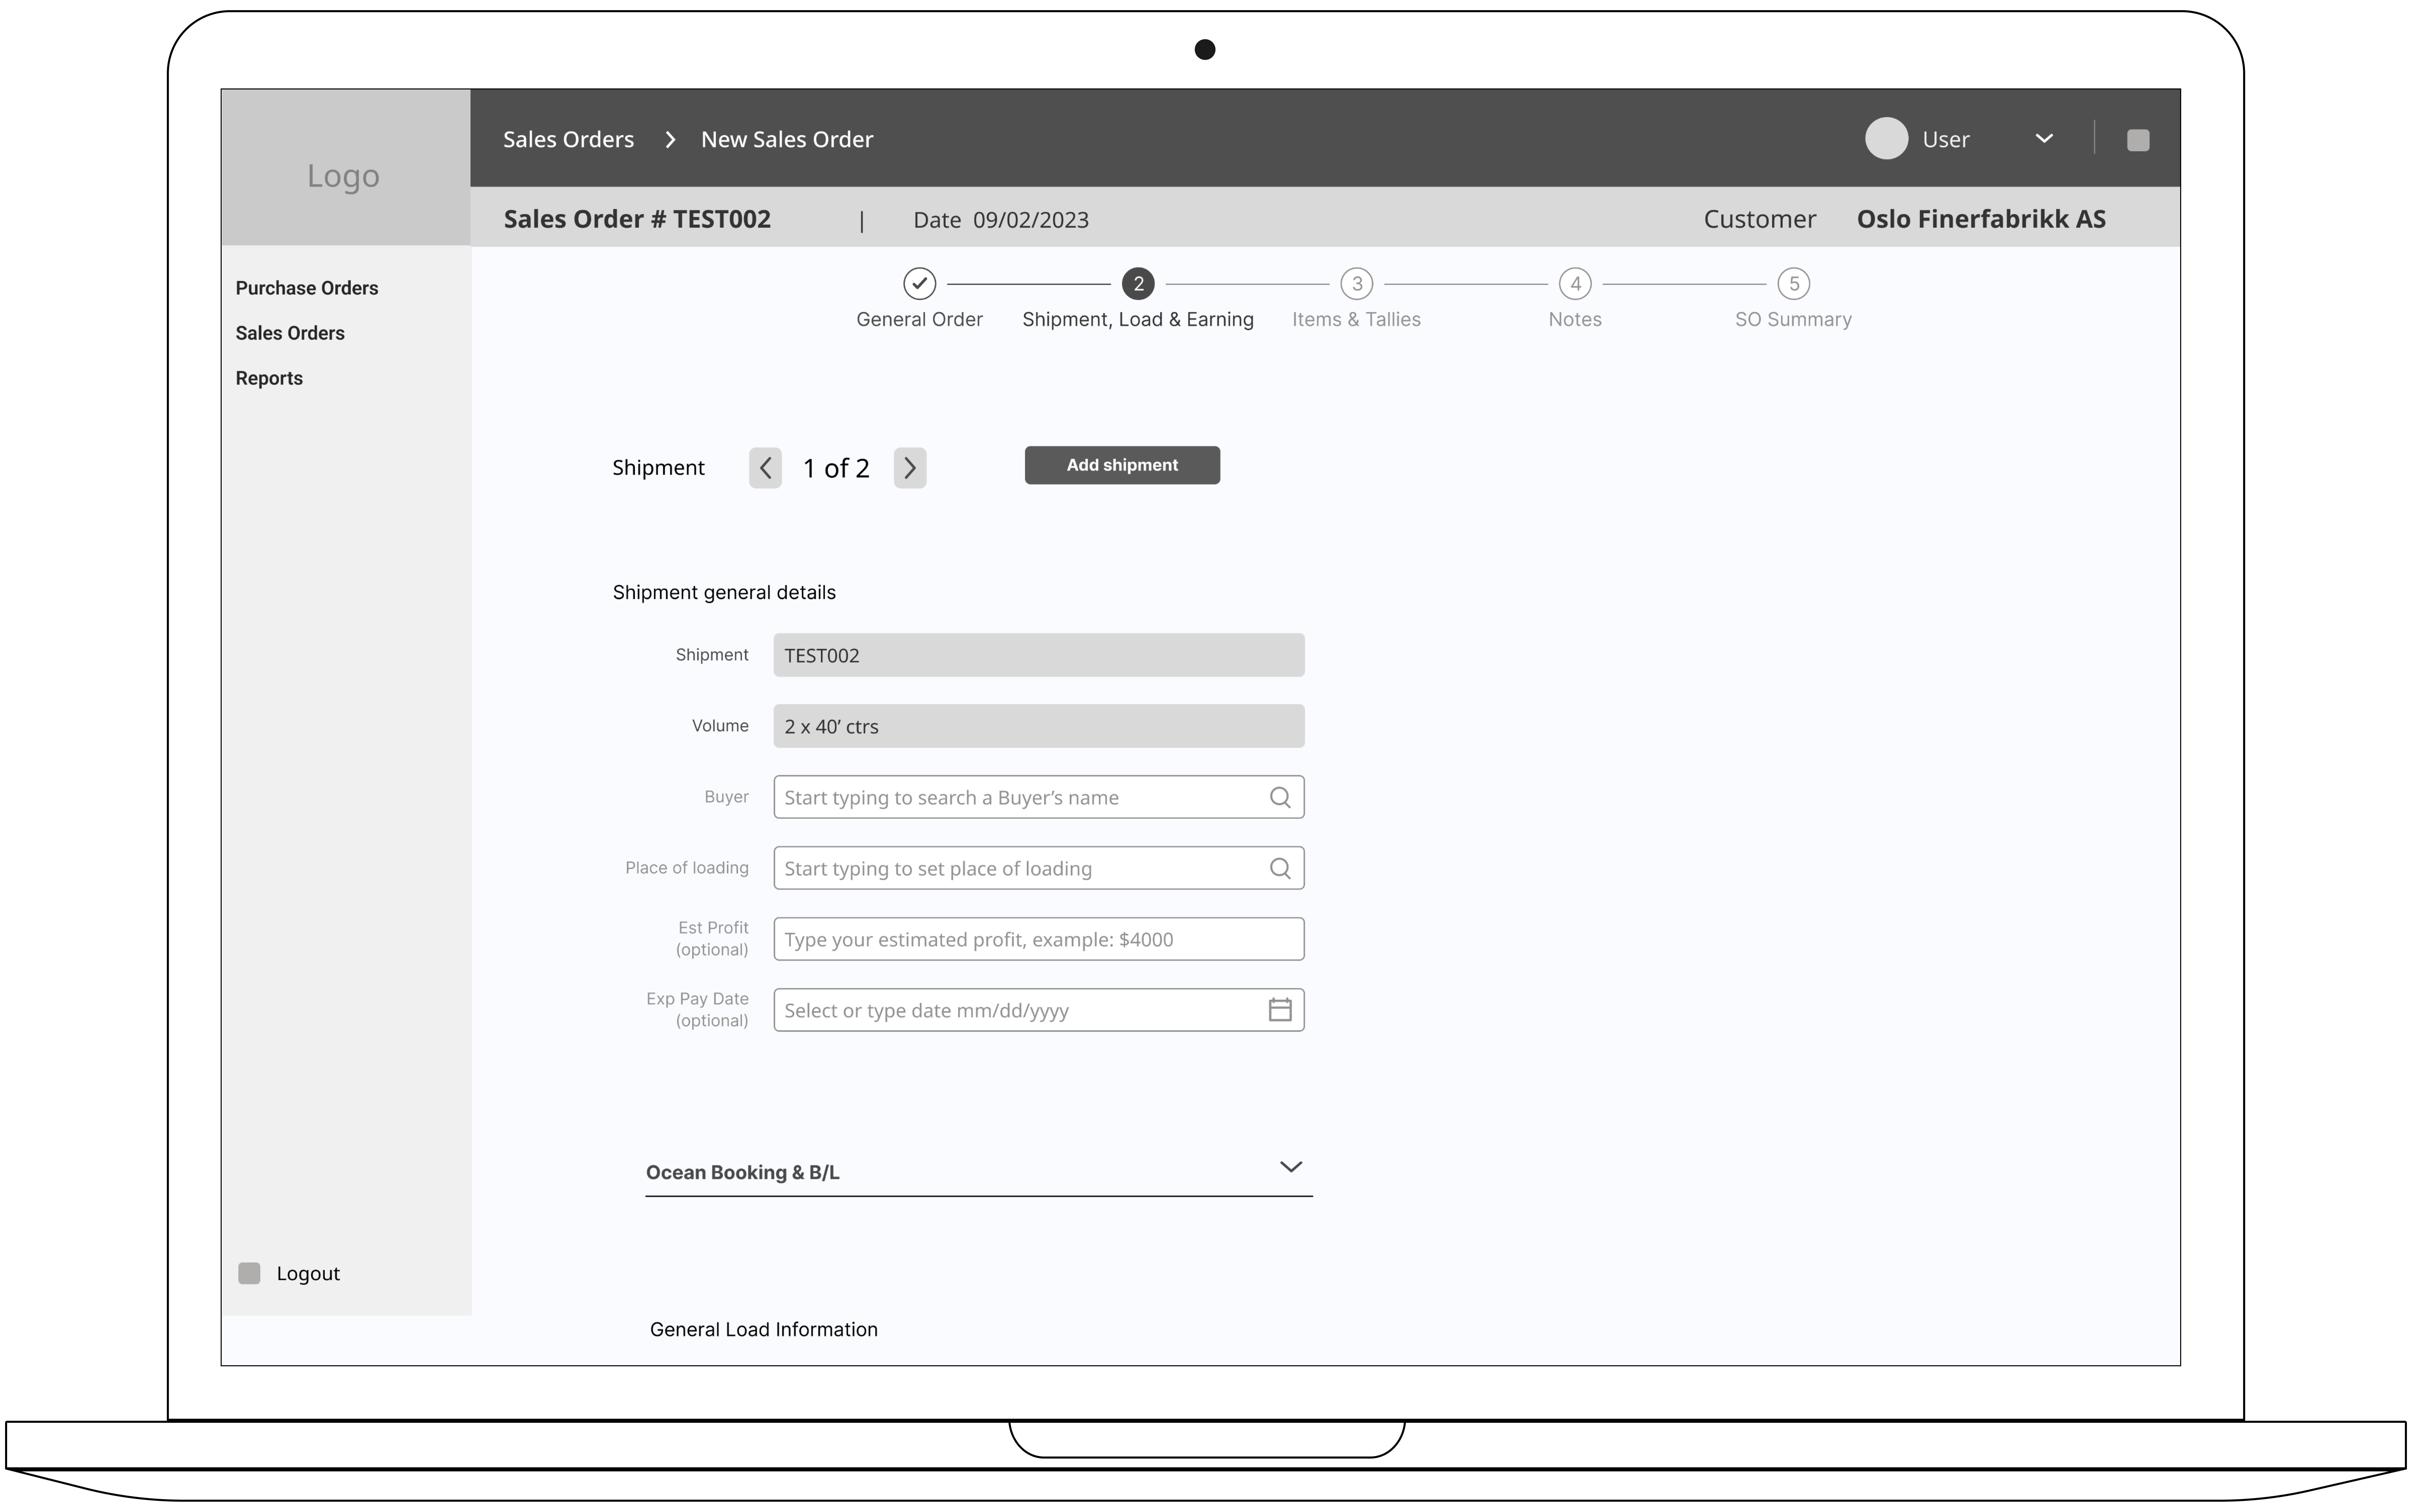 Logo
Sales Orders > New Sales Order
User
Sales Order # TEST002 | Date 09/02/2023
Customer Oslo Finerfabrikk AS
Purchase Orders
Sales Orders
Reports
Logout
2 3 4 5
General Order Shipment, Load & Earning Items & Tallies Notes SO Summary
Shipment < 1 of 2 > Add shipment
Shipment general details
Shipment TEST002
Volume 2 x 40’ ctrs
Buyer Start typing to search a Buyer’s name
Place of loading Start typing to set place of loading
Est Profit
(optional)
Type your estimated profit, example: $4000
Exp Pay Date
(optional)
Select or type date mm/dd/yyyy
Ocean Booking & B/L
General Load Information